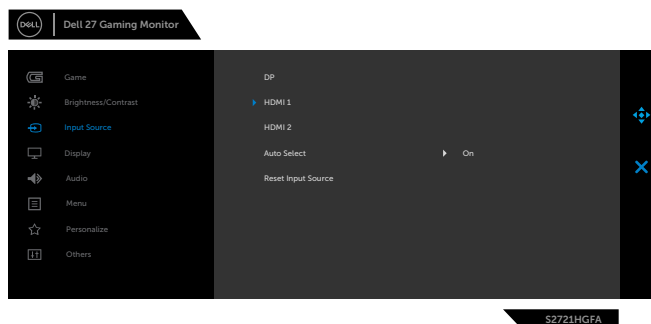 DELL
Dell 27 Gaming Monitor
Game
DP
Brightness/Contrast
HDMI 1
Input Source
HDMI 2
Display
Auto Select
On
Audio
Reset Input Source
Menu
Personalize
Others
S2721HGFA